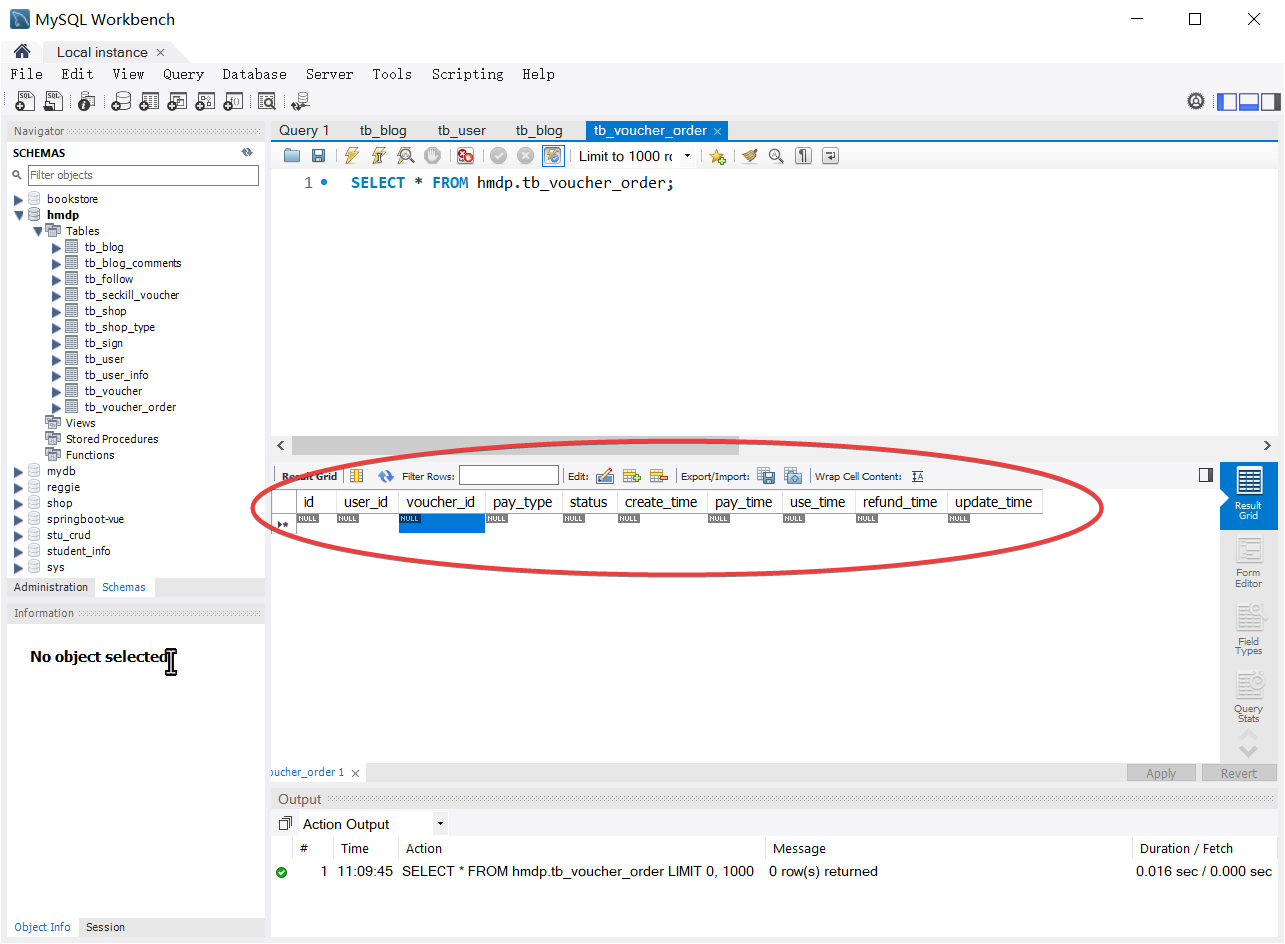 MySQL Workbench
Local instance
File Edit View Query Database Server Tools Scripting Help
Navigator
SCHEMAS
Filter objects
bookstore
hmdp
Tables
tb_blog
tb_blog_comments
tb_follow
tb_seckill_voucher
tb_shop
tb_shop_type
tb_sign
tb_user
tb_user_info
tb_voucher
tb_voucher_order
Views
Stored Procedures
Functions
mydb
reggie
shop
springboot-vue
stu_crud
student_info
sys
Administration Schemas
Information
No object selected
Object Info Session
Query 1 tb_blog tb_user tb_blog tb_voucher_order
Limit to 1000 rc
1 SELECT * FROM hmdp.tb_voucher_order;
Result Grid Filter Rows: Edit: Export/Import: Wrap Cell Content:
id user_id voucher_id pay_type status create_time pay_time use_time refund_time update_time
NULL NULL NULL NULL NULL NULL NULL NULL NULL NULL
Result
Grid
Form
Editor
Field
Types
Query
Stats
oucher_order 1 Apply Revert
Output
Action Output
# Time Action Message Duration / Fetch
1 11:09:45 SELECT * FROM hmdp.tb_voucher_order LIMIT 0, 1000 0 row(s) returned 0.016 sec / 0.000 sec